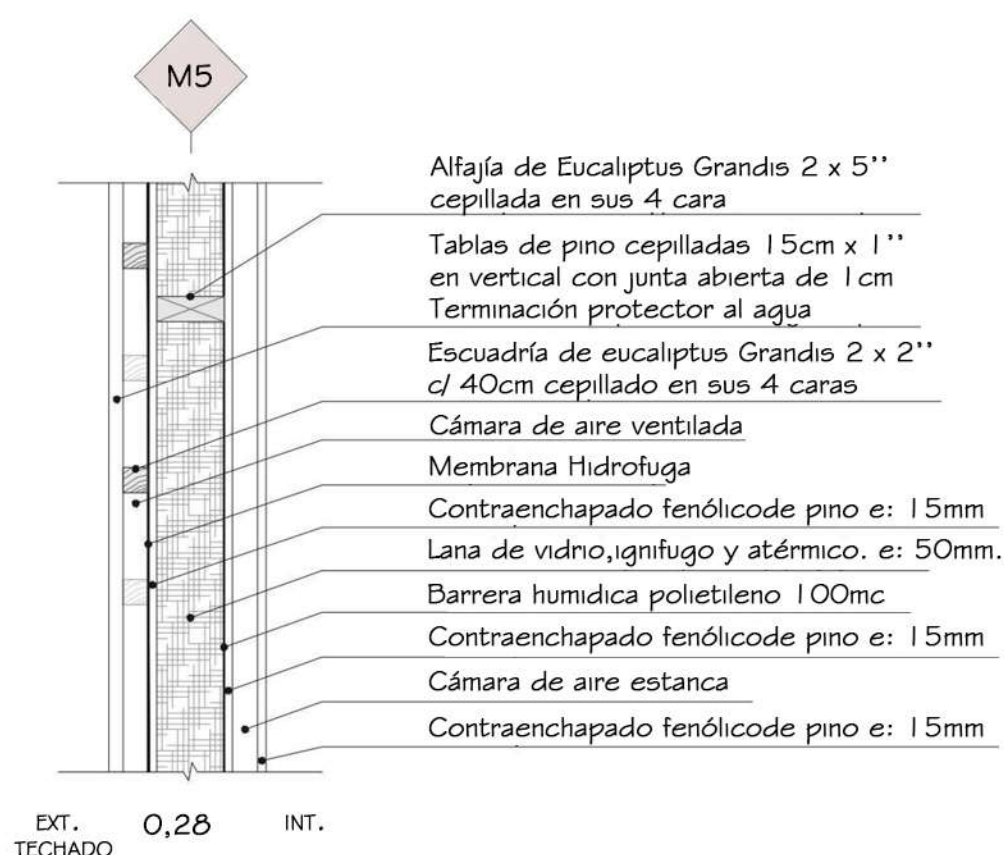 M5
Alfajía de Eucaliptus Grandis 2 x 5’’
cepillada en sus 4 cara
Tablas de pino cepilladas 15cm x 1’’
en vertical con junta abierta de 1cm
Terminación protector al agua
Escuadría de eucaliptus Grandis 2 x 2’’
c/ 40cm cepillado en sus 4 caras
Cámara de aire ventilada
Membrana Hidrofuga
Contraenchapado fenólicode pino e: 15mm
Lana de vidrio,ignifugo y atérmico. e: 50mm.
Barrera humidica polietileno 100mc
Contraenchapado fenólicode pino e: 15mm
Cámara de aire estanca
Contraenchapado fenólicode pino e: 15mm
EXT. 0,28 INT.
TECHADO